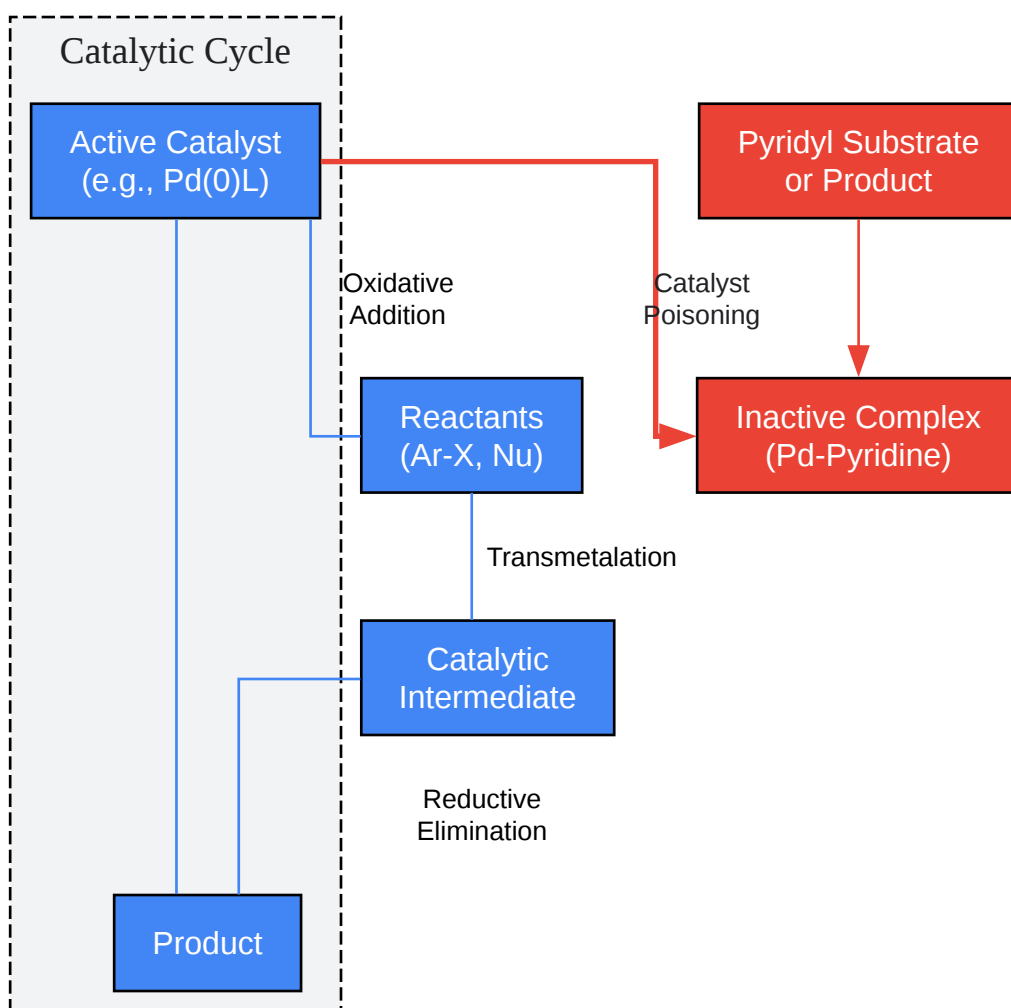 Catalytic Cycle
Active Catalyst
(e.g., Pd(0)L)
Pyridyl Substrate
or Product
Oxidative
Addition
Catalyst
Poisoning
Reactants
(Ar-X, Nu)
Inactive Complex
(Pd-Pyridine)
Transmetalation
Catalytic
Intermediate
Reductive
Elimination
Product